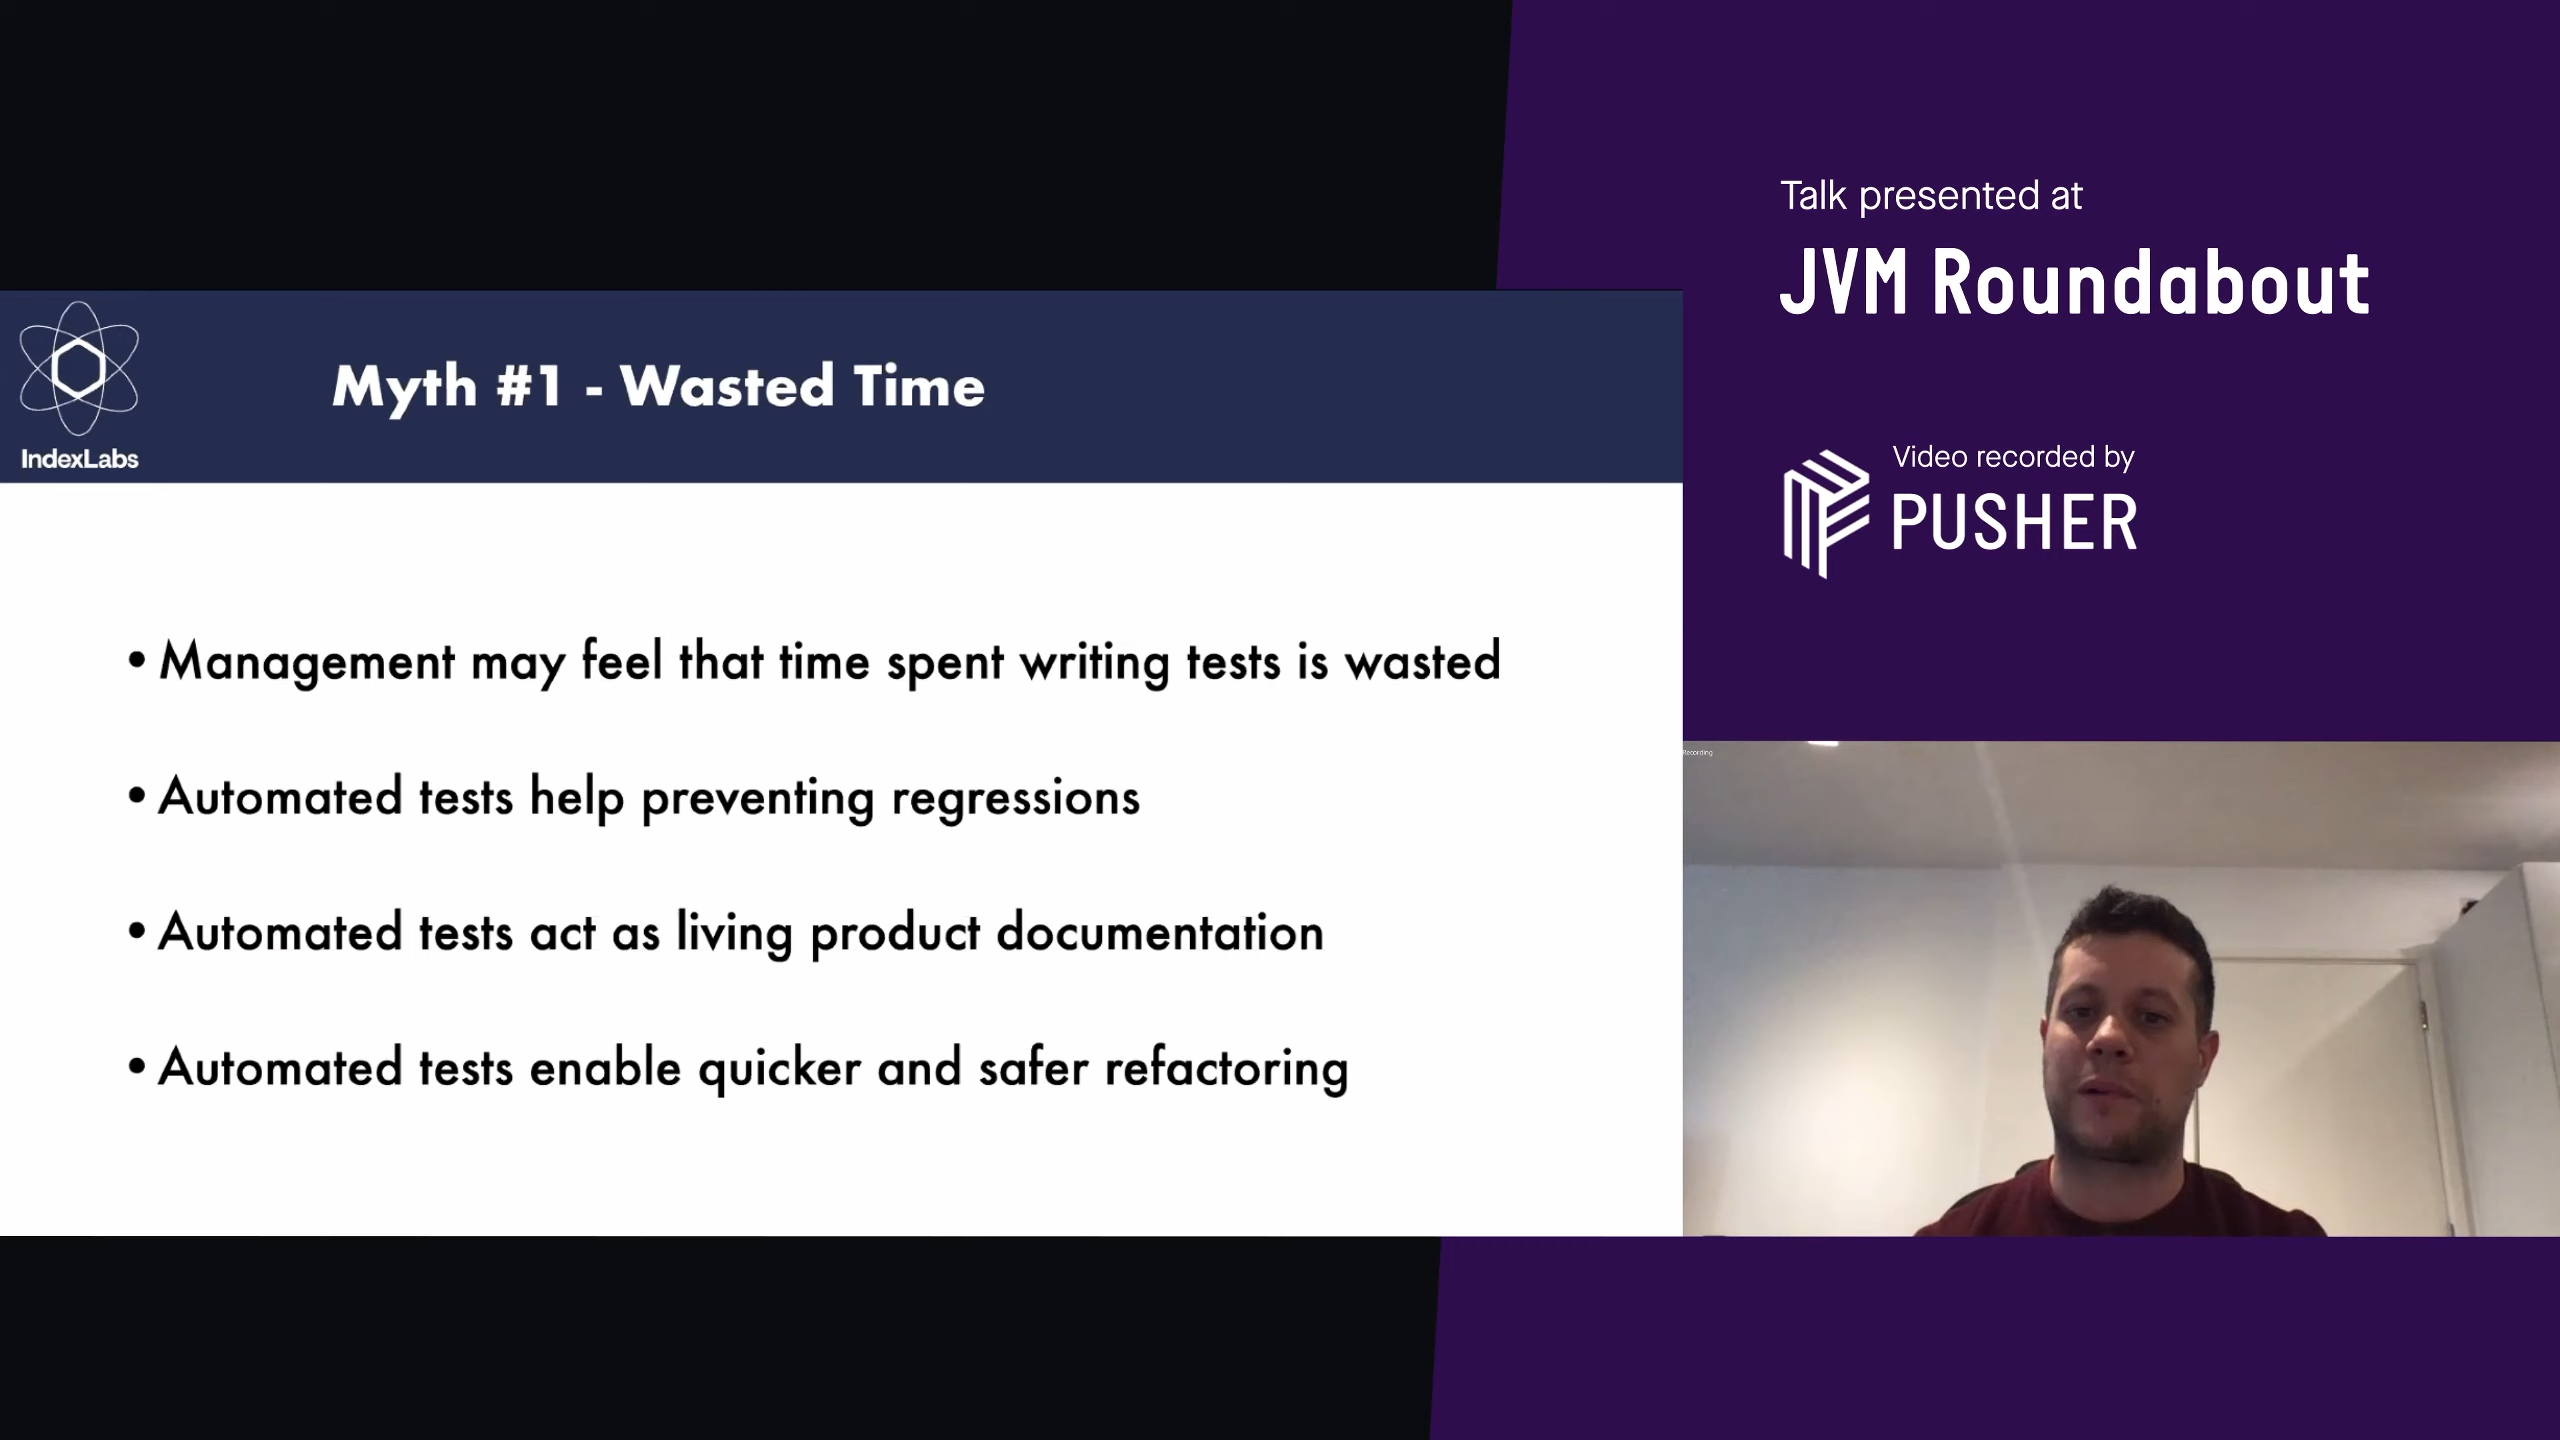 IndexLabs
Myth #1 - Wasted Time
• Management may feel that time spent writing tests is wasted
• Automated tests help preventing regressions
• Automated tests act as living product documentation
• Automated tests enable quicker and safer refactoring
Talk presented at
JVM Roundabout
Video recorded by
PUSHER
Recording